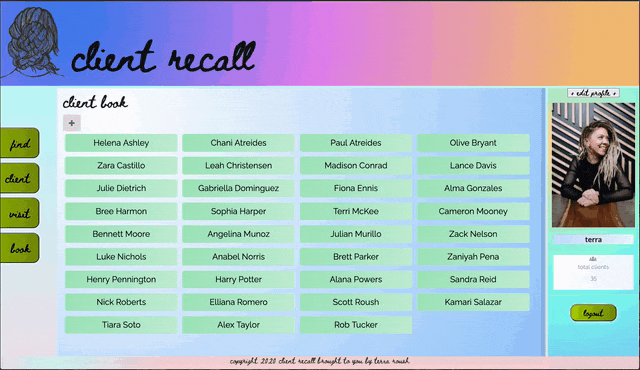 client recall
client book
+ edit profile +
+
find
client
visit
book
Helena Ashley Chani Atreides Paul Atreides Olive Bryant
Zara Castillo Leah Christensen Madison Conrad Lance Davis
Julie Dietrich Gabriella Dominguez Fiona Ennis Alma Gonzales
Bree Harmon Sophia Harper Terri McKee Cameron Mooney
Bennett Moore Angelina Munoz Julian Murillo Zack Nelson
Luke Nichols Anabel Norris Brett Parker Zaniyah Pena
Henry Pennington Harry Potter Alana Powers Sandra Reid
Nick Roberts Elliana Romero Scott Roush Kamari Salazar
Tiara Soto Alex Taylor Rob Tucker
terra
total clients
35
logout
copyright 2020 client recall brought to you by terra roush